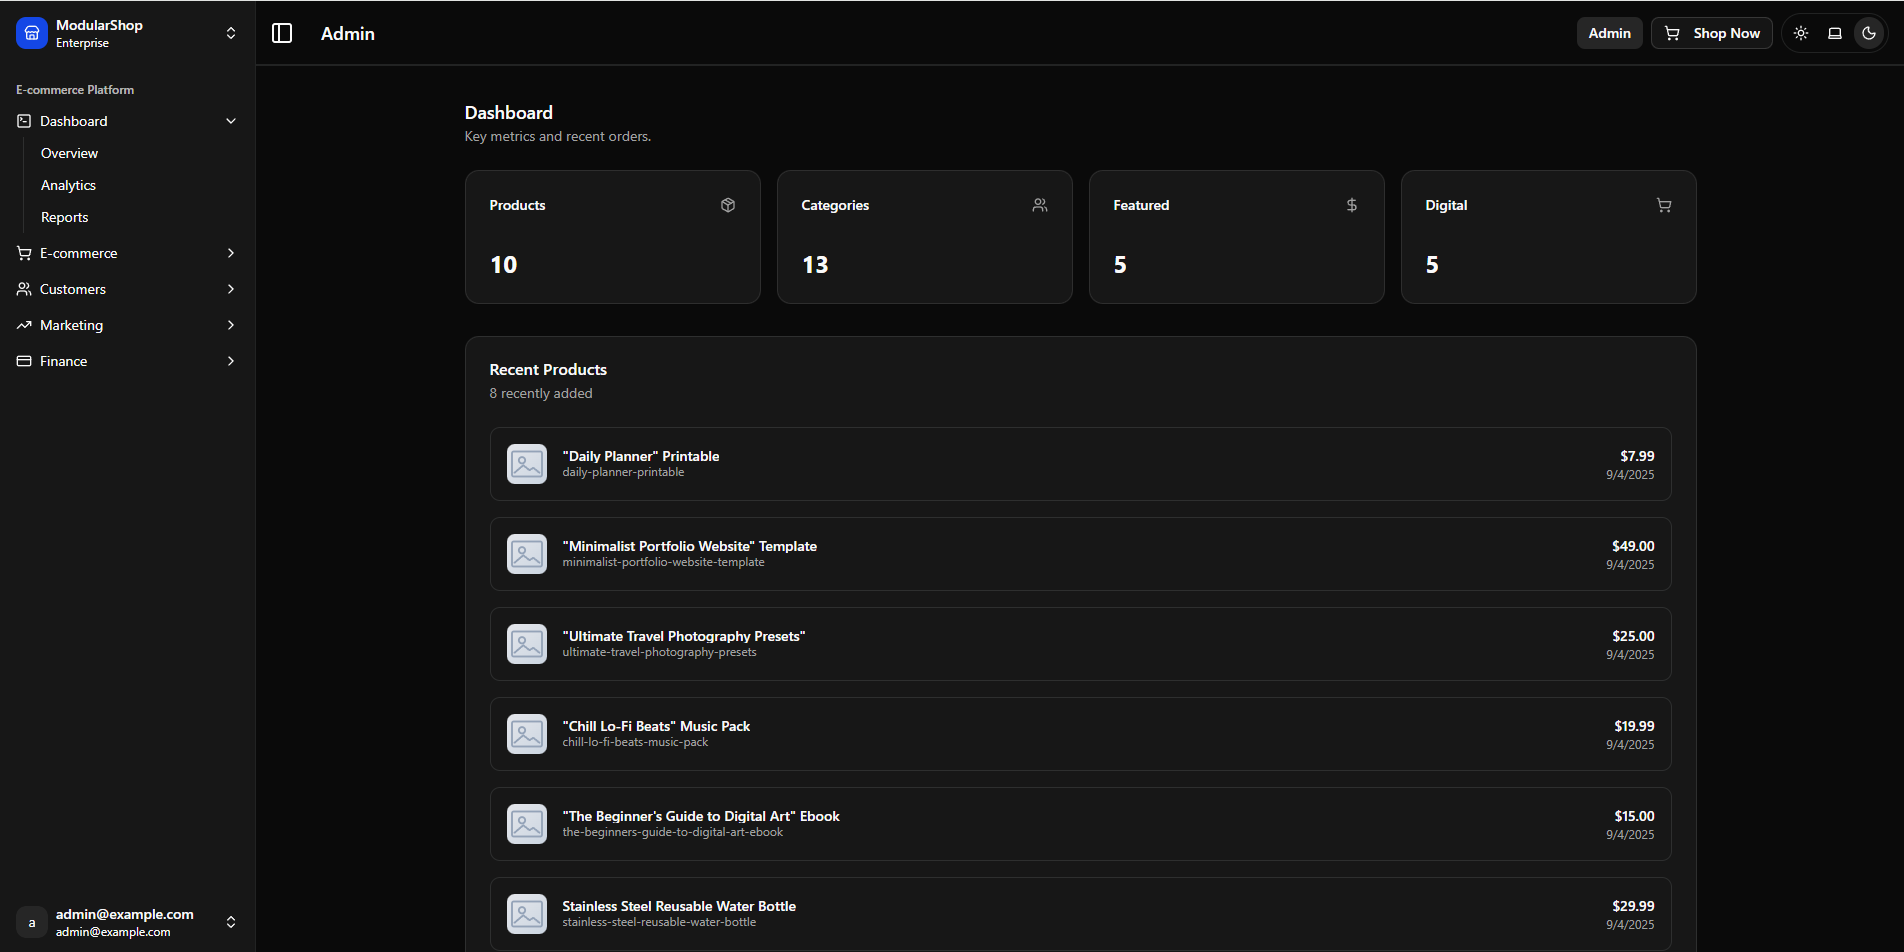 ModularShop
Enterprise
E-commerce Platform
Dashboard
Overview
Analytics
Reports
E-commerce
Customers
Marketing
Finance
a
admin@example.com
admin@example.com
Admin
Admin
Shop Now
Dashboard
Key metrics and recent orders.
Products
10
Categories
13
Featured
5
Digital
5
Recent Products
8 recently added
"Daily Planner" Printable
daily-planner-printable
$7.99
9/4/2025
"Minimalist Portfolio Website" Template
minimalist-portfolio-website-template
$49.00
9/4/2025
"Ultimate Travel Photography Presets"
ultimate-travel-photography-presets
$25.00
9/4/2025
"Chill Lo-Fi Beats" Music Pack
chill-lo-fi-beats-music-pack
$19.99
9/4/2025
"The Beginner's Guide to Digital Art" Ebook
the-beginners-guide-to-digital-art-ebook
$15.00
9/4/2025
Stainless Steel Reusable Water Bottle
stainless-steel-reusable-water-bottle
$29.99
9/4/2025